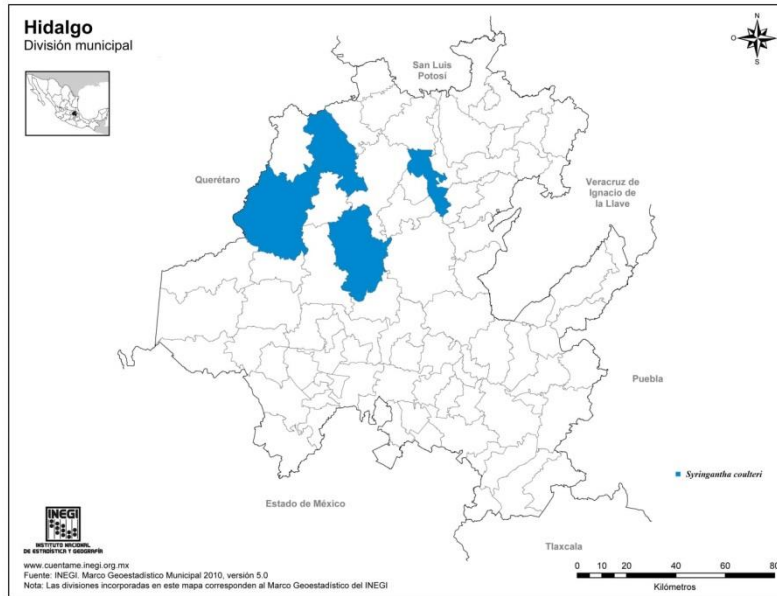 Hidalgo
División municipal
N
O
E
S
San Luis
Potosí
Querétaro
Veracruz de
Ignacio de
la Llave
Puebla
Syringantha coulteri
Estado de México
Tlaxcala
INEGI
INSTITUTO NACIONAL
DE ESTADÍSTICA Y GEOGRAFÍA
www.cuentame.inegi.org.mx
Fuente: INEGI. Marco Geoestadístico Municipal 2010, versión 5.0
Nota: Las divisiones incorporadas en este mapa corresponden al Marco Geoestadístico del INEGI
0 20 40 60 80
Kilómetros